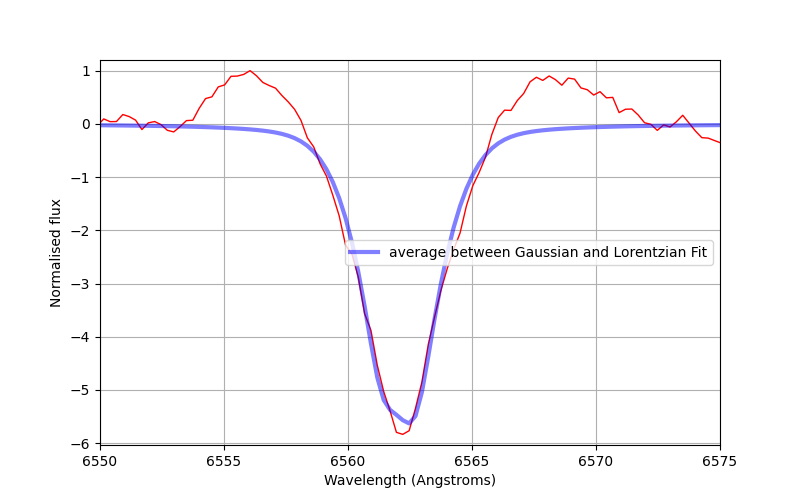 1
0
−1
−2
−3
−4
−5
−6
Normalised flux
average between Gaussian and Lorentzian Fit
6550 6555 6560 6565 6570 6575
Wavelength (Angstroms)